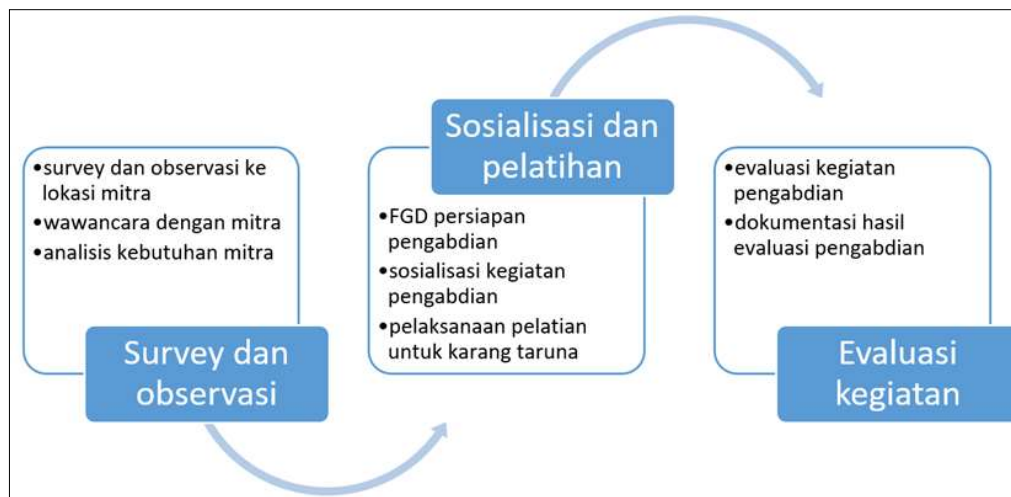 •survey dan observasi ke
lokasi mitra
•wawancara dengan mitra
•analisis kebutuhan mitra
Survey dan
observasi
Sosialisasi dan
pelatihan
•FGD persiapan
pengabdian
•sosialisasi kegiatan
pengabdian
•pelaksanaan pelatian
untuk karang taruna
•evaluasi kegiatan
pengabdian
•dokumentasi hasil
evaluasi pengabdian
Evaluasi
kegiatan